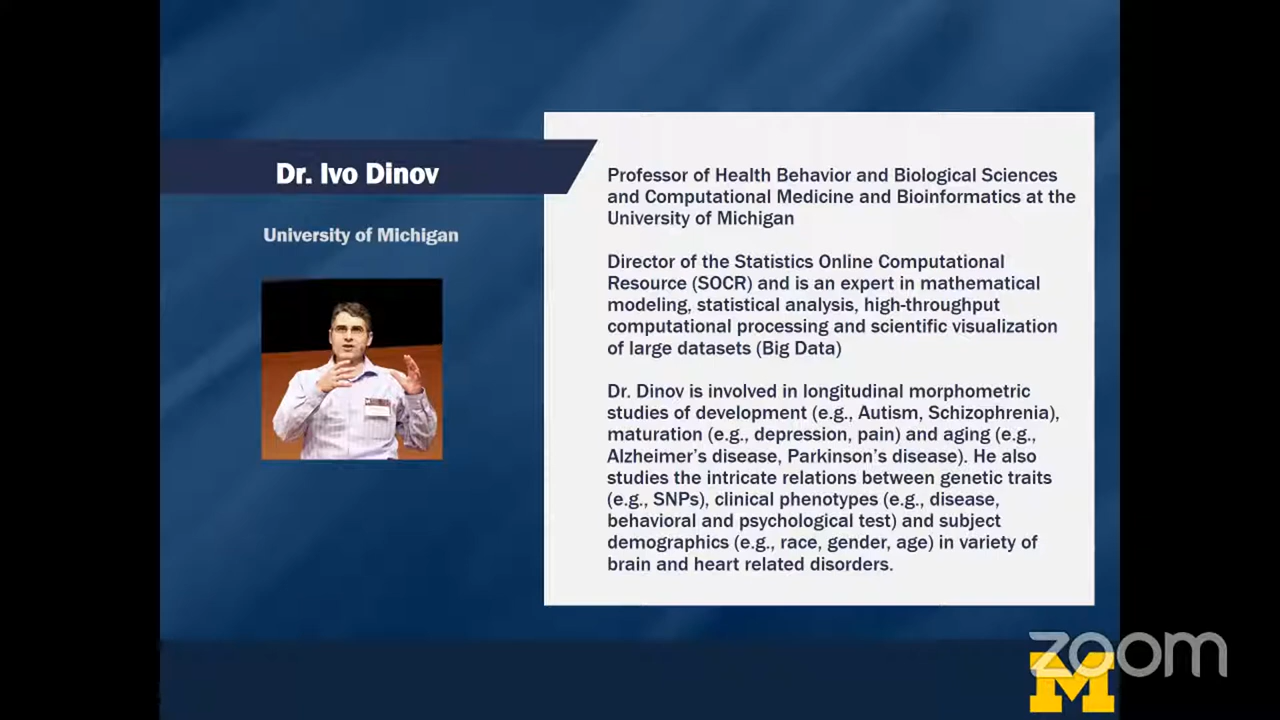 Dr. Ivo Dinov
University of Michigan
Professor of Health Behavior and Biological Sciences
and Computational Medicine and Bioinformatics at the
University of Michigan
Director of the Statistics Online Computational
Resource (SOCR) and is an expert in mathematical
modeling, statistical analysis, high-throughput
computational processing and scientific visualization
of large datasets (Big Data)
Dr. Dinov is involved in longitudinal morphometric
studies of development (e.g., Autism, Schizophrenia),
maturation (e.g., depression, pain) and aging (e.g.,
Alzheimer's disease, Parkinson's disease). He also
studies the intricate relations between genetic traits
(e.g., SNPs), clinical phenotypes (e.g., disease,
behavioral and psychological test) and subject
demographics (e.g., race, gender, age) in variety of
brain and heart related disorders.
zoom
M